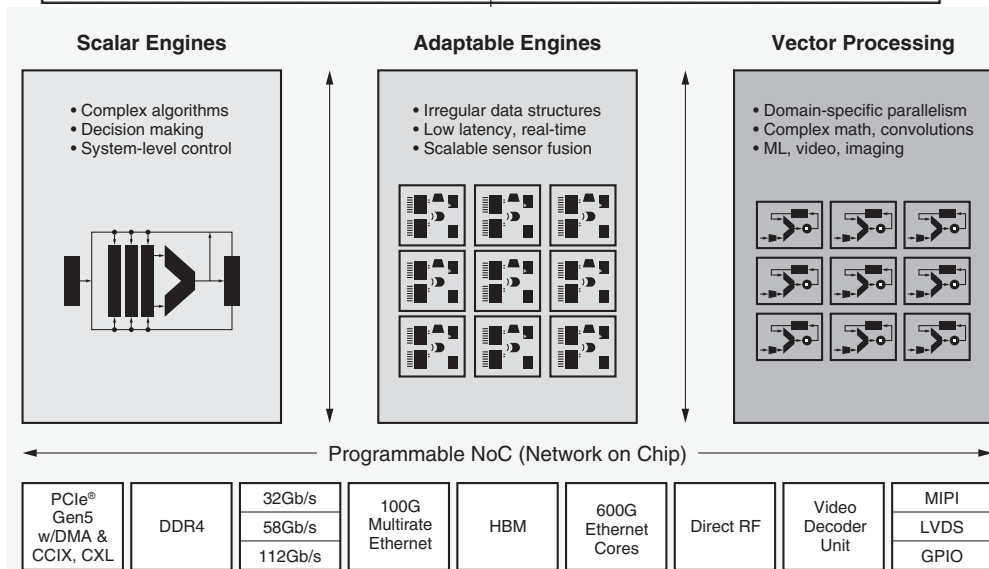 Scalar Engines
• Complex algorithms
• Decision making
• System-level control
Adaptable Engines
• Irregular data structures
• Low latency, real-time
• Scalable sensor fusion
Vector Processing
• Domain-specific parallelism
• Complex math, convolutions
• ML, video, imaging
Programmable NoC (Network on Chip)
PCIe®
Gen5
w/DMA &
CCIX, CXL
DDR4
32Gb/s
58Gb/s
112Gb/s
100G
Multirate
Ethernet
HBM
600G
Ethernet
Cores
Direct RF
Video
Decoder
Unit
MIPI
LVDS
GPIO